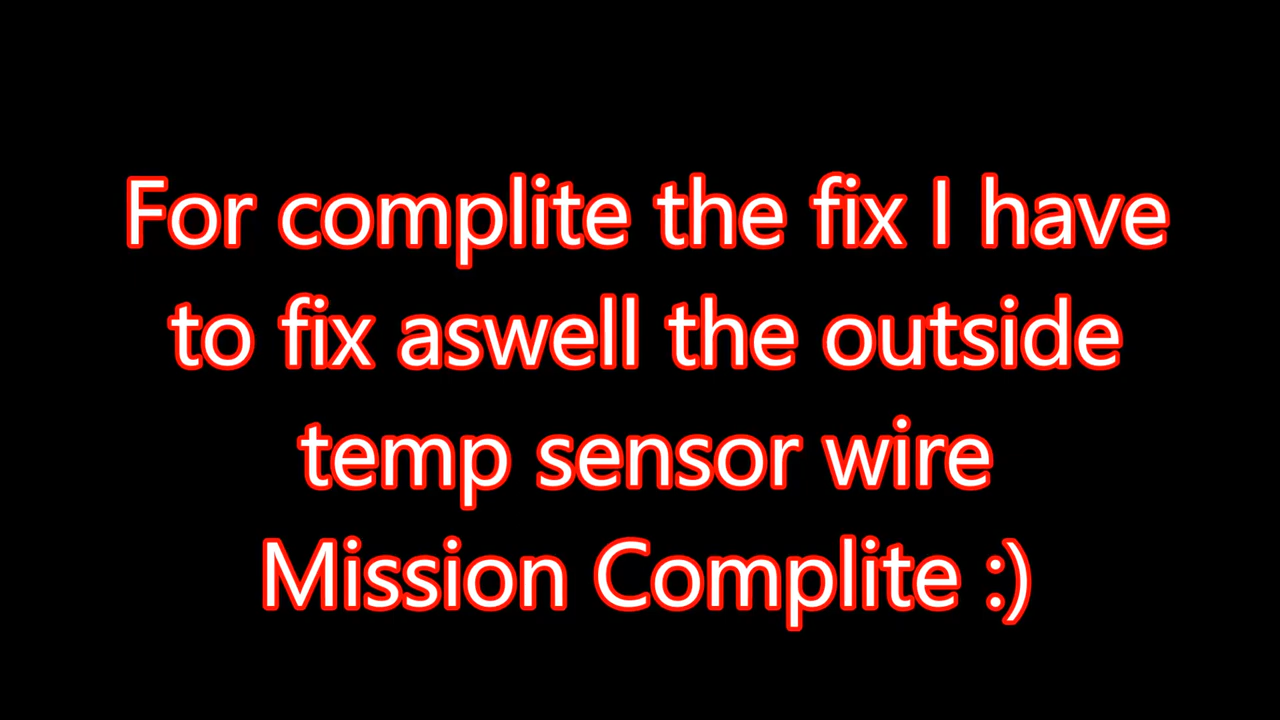 For complite the fix I have
to fix aswell the outside
temp sensor wire
Mission Complite :)